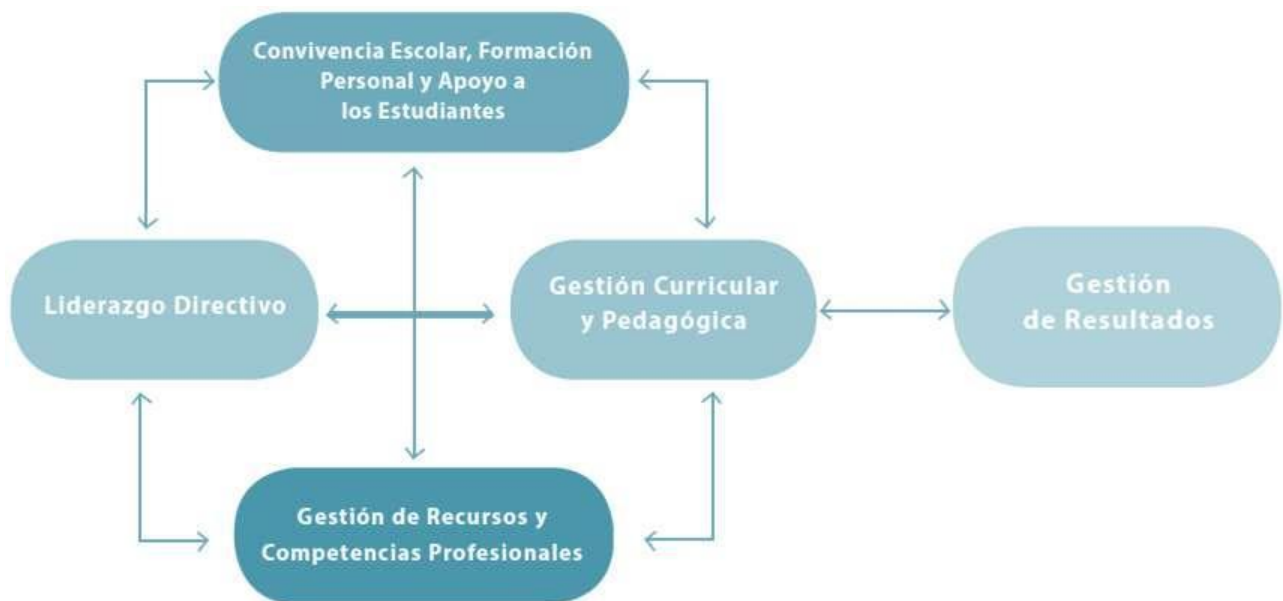 Convivencia Escolar, Formación
Personal y Apoyo a
los Estudiantes
Liderazgo Directivo
Gestión Curricular
y Pedagógica
Gestión
de Resultados
Gestión de Recursos y
Competencias Profesionales